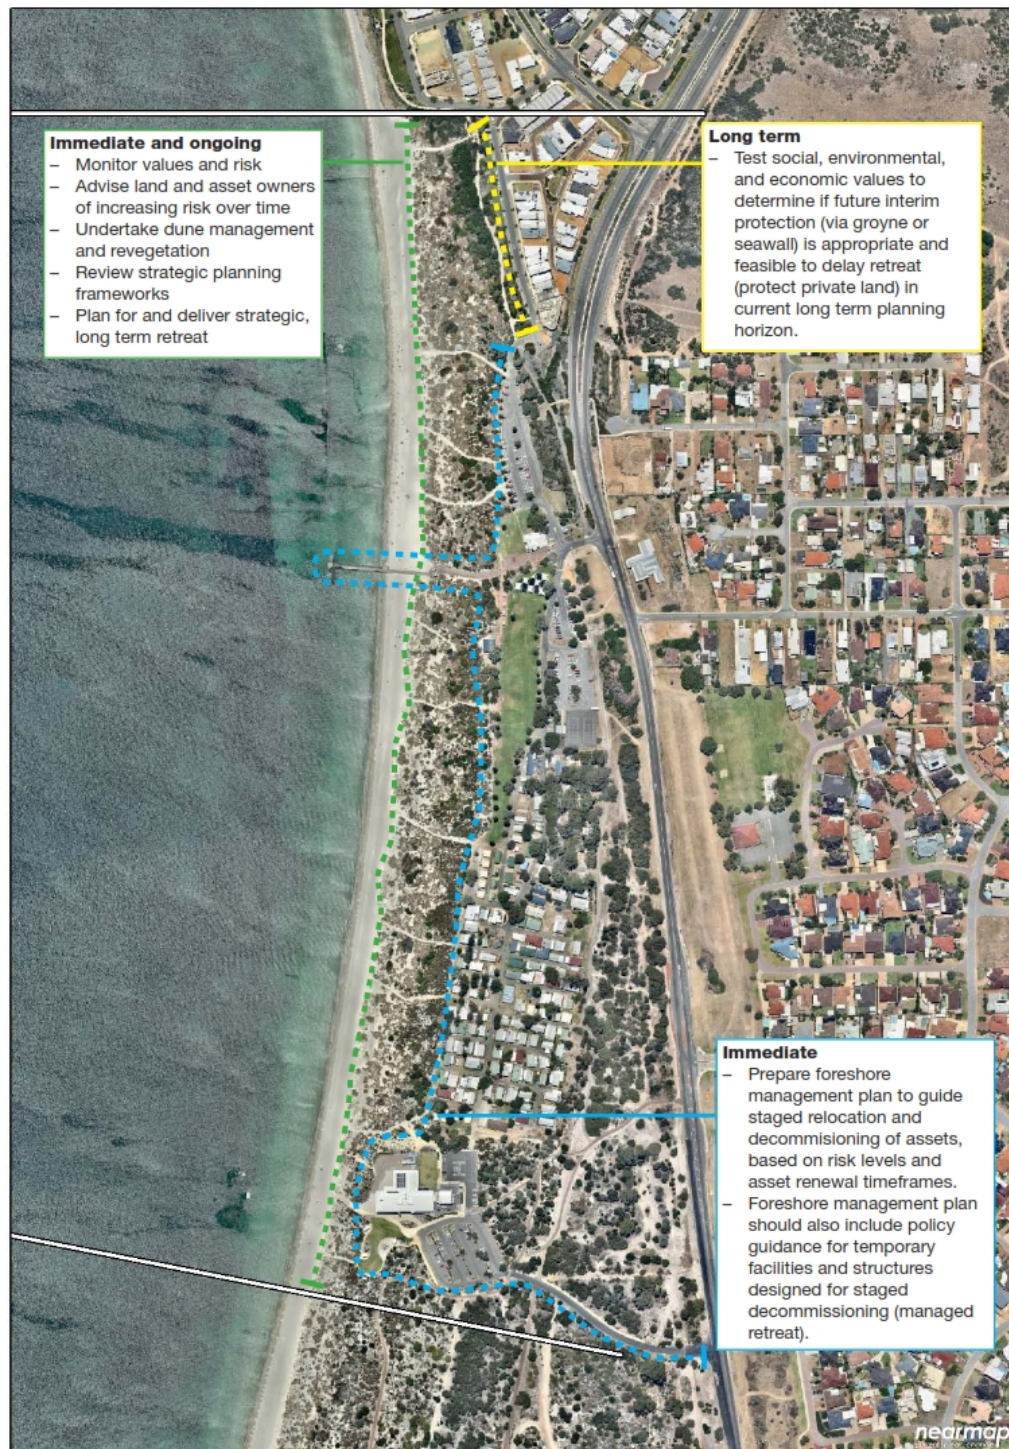 Immediate and ongoing
– Monitor values and risk
– Advise land and asset owners
of increasing risk over time
– Undertake dune management
and revegetation
– Review strategic planning
frameworks
– Plan for and deliver strategic,
long term retreat
Long term
– Test social, environmental,
and economic values to
determine if future interim
protection (via groyne or
seawall) is appropriate and
feasible to delay retreat
(protect private land) in
current long term planning
horizon.
Immediate
– Prepare foreshore
management plan to guide
staged relocation and
decommisioning of assets,
based on risk levels and
asset renewal timeframes.
– Foreshore management plan
should also include policy
guidance for temporary
facilities and structures
designed for staged
decommissioning (managed
retreat).
nearmap